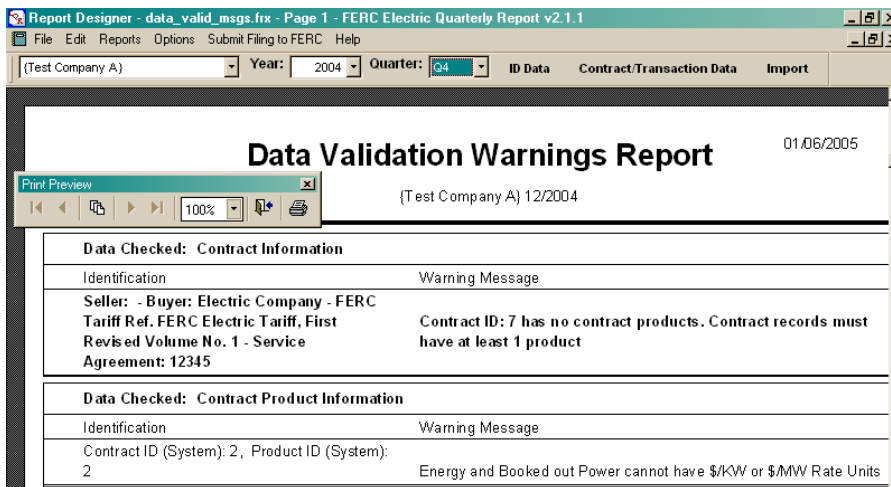 Report Designer - data_valid_msgs.frx - Page 1 - FERC Electric Quarterly Report v2.1.1
File Edit Reports Options Submit Filing to FERC Help
{Test Company A} Year: 2004 Quarter: Q4 ID Data Contract/Transaction Data Import
Data Validation Warnings Report
01/06/2005
Print Preview
100%
{Test Company A} 12/2004
Data Checked: Contract Information
Identification Warning Message
Seller: - Buyer: Electric Company - FERC
Tariff Ref. FERC Electric Tariff, First
Revised Volume No. 1 - Service
Agreement: 12345
Contract ID: 7 has no contract products. Contract records must
have at least 1 product
Data Checked: Contract Product Information
Identification Warning Message
Contract ID (System): 2, Product ID (System):
2
Energy and Booked out Power cannot have $/KW or $/MW Rate Units